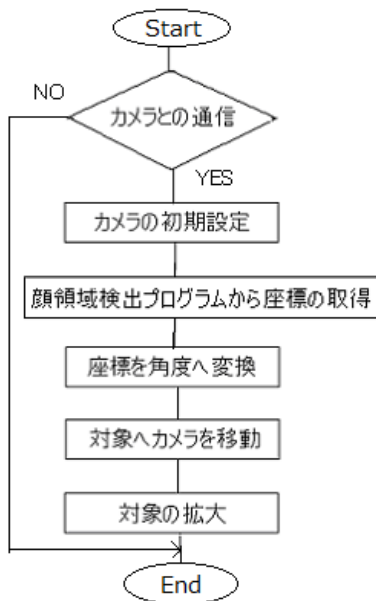 Start
NO
カメラとの通信
YES
カメラの初期設定
顔領域検出プログラムから座標の取得
座標を角度へ変換
対象へカメラを移動
対象の拡大
End